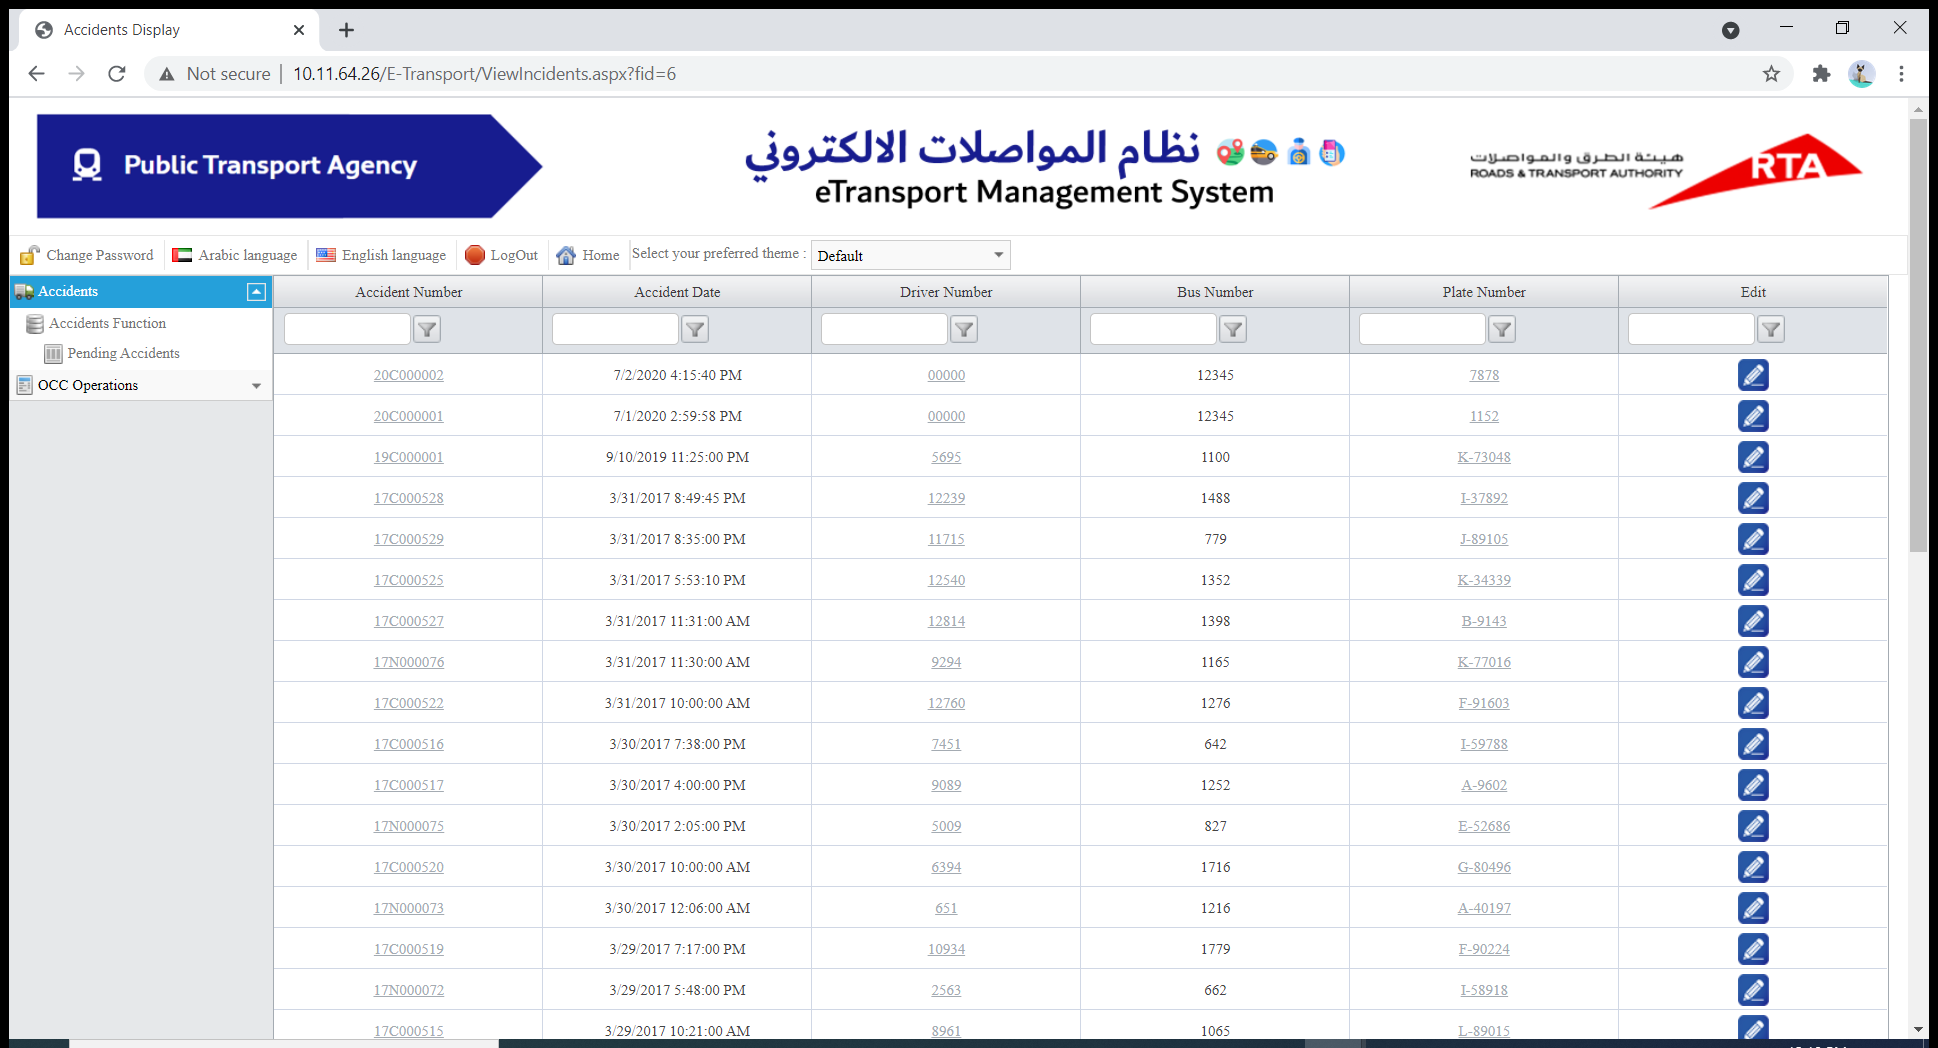 Accidents Display
Not secure | 10.11.64.26/E-Transport/ViewIncidents.aspx?fid=6
Public Transport Agency
نظام المواصلات الالكتروني
eTransport Management System
هيئة الطرق والمواصلات
ROADS & TRANSPORT AUTHORITY
RTA
Change Password Arabic language English language LogOut Home Select your preferred theme : Default
Accidents
Accidents Function
Pending Accidents
OCC Operations
Accident Number Accident Date Driver Number Bus Number Plate Number Edit
20C000002 7/2/2020 4:15:40 PM 00000 12345 7878
20C000001 7/1/2020 2:59:58 PM 00000 12345 1152
19C000001 9/10/2019 11:25:00 PM 5695 1100 K-73048
17C000528 3/31/2017 8:49:45 PM 12239 1488 I-37892
17C000529 3/31/2017 8:35:00 PM 11715 779 J-89105
17C000525 3/31/2017 5:53:10 PM 12540 1352 K-34339
17C000527 3/31/2017 11:31:00 AM 12814 1398 B-9143
17N000076 3/31/2017 11:30:00 AM 9294 1165 K-77016
17C000522 3/31/2017 10:00:00 AM 12760 1276 F-91603
17C000516 3/30/2017 7:38:00 PM 7451 642 I-59788
17C000517 3/30/2017 4:00:00 PM 9089 1252 A-9602
17N000075 3/30/2017 2:05:00 PM 5009 827 E-52686
17C000520 3/30/2017 10:00:00 AM 6394 1716 G-80496
17N000073 3/30/2017 12:06:00 AM 651 1216 A-40197
17C000519 3/29/2017 7:17:00 PM 10934 1779 F-90224
17N000072 3/29/2017 5:48:00 PM 2563 662 I-58918
17C000515 3/29/2017 10:21:00 AM 8961 1065 L-89015